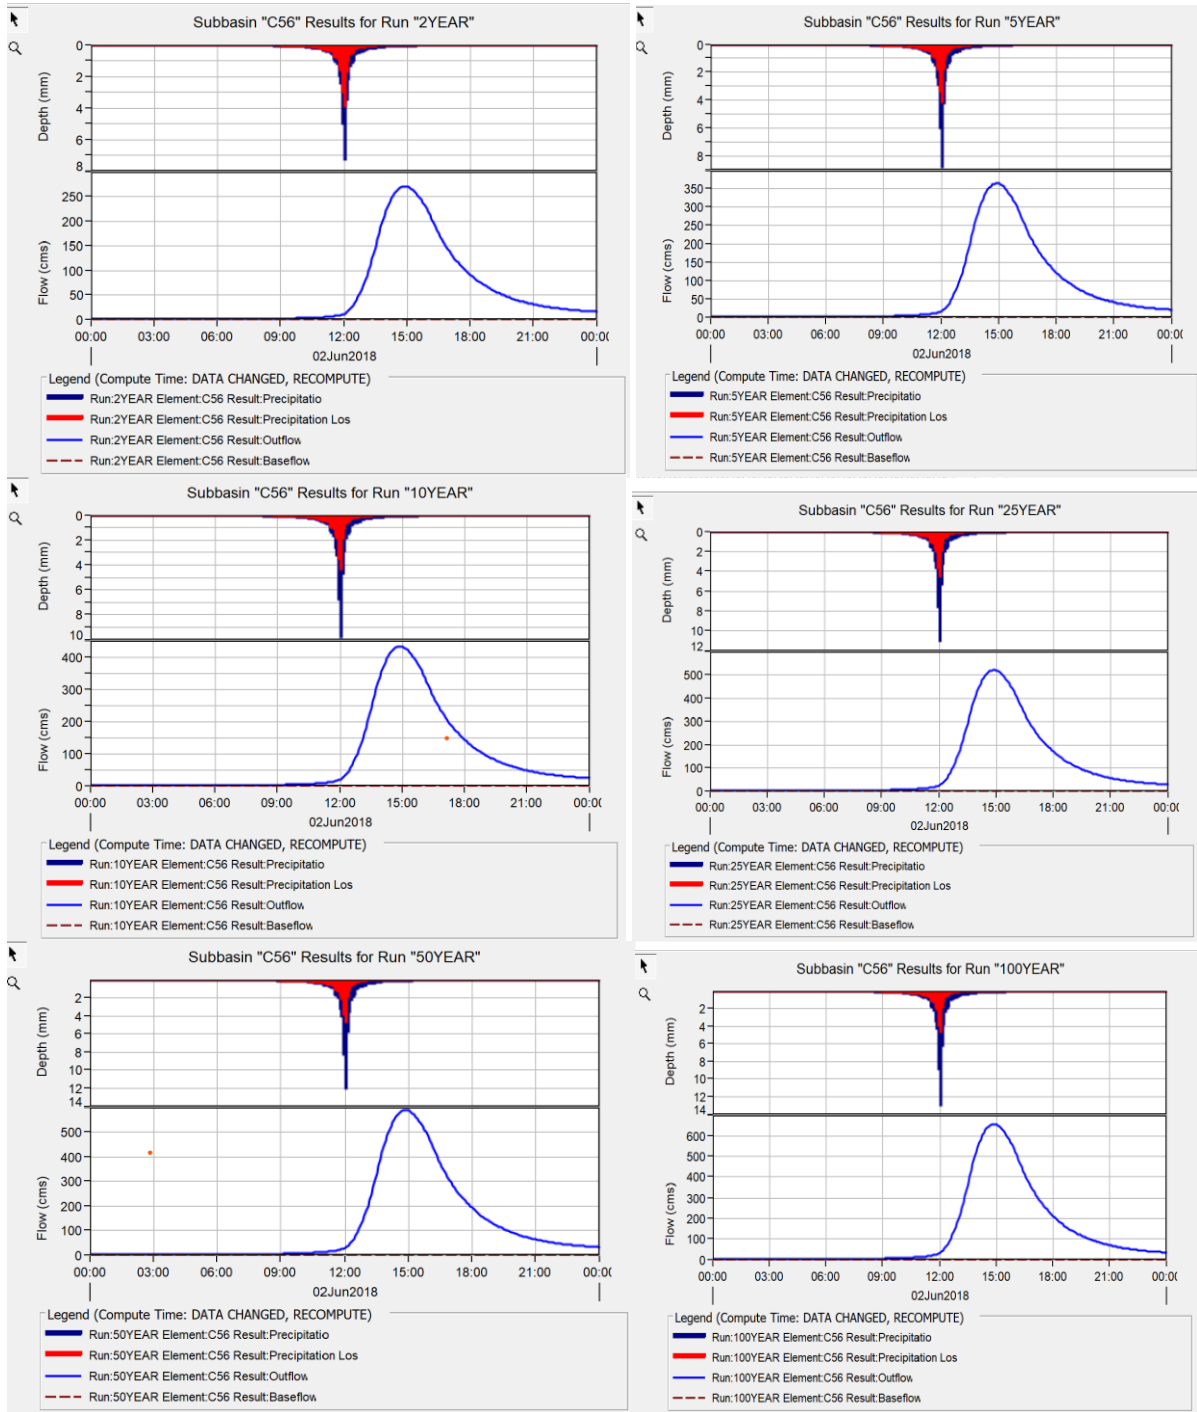 Subbasin "C56" Results for Run "2YEAR"
0
2
4
6
8
Depth (mm)
250
200
150
100
50
0
Flow (cms)
00:00 03:00 06:00 09:00 12:00 15:00 18:00 21:00 00:00
02Jun2018
Legend (Compute Time: DATA CHANGED, RECOMPUTE)
Run:2YEAR Element:C56 Result:Precipitatio
Run:2YEAR Element:C56 Result:Precipitation Los
Run:2YEAR Element:C56 Result:Outflow
Run:2YEAR Element:C56 Result:Baseflow
Subbasin "C56" Results for Run "5YEAR"
0
2
4
6
8
Depth (mm)
350
300
250
200
150
100
50
0
Flow (cms)
00:00 03:00 06:00 09:00 12:00 15:00 18:00 21:00 00:00
02Jun2018
Legend (Compute Time: DATA CHANGED, RECOMPUTE)
Run:5YEAR Element:C56 Result:Precipitatio
Run:5YEAR Element:C56 Result:Precipitation Los
Run:5YEAR Element:C56 Result:Outflow
Run:5YEAR Element:C56 Result:Baseflow
Subbasin "C56" Results for Run "10YEAR"
0
2
4
6
8
10
Depth (mm)
400
300
200
100
0
Flow (cms)
00:00 03:00 06:00 09:00 12:00 15:00 18:00 21:00 00:0
02Jun2018
Legend (Compute Time: DATA CHANGED, RECOMPUTE)
Run:10YEAR Element:C56 Result:Precipitatio
Run:10YEAR Element:C56 Result:Precipitation Los
Run:10YEAR Element:C56 Result:Outflow
Run:10YEAR Element:C56 Result:Baseflow
Subbasin "C56" Results for Run "25YEAR"
0
2
4
6
8
10
12
Depth (mm)
500
400
300
200
100
0
Flow (cms)
00:00 03:00 06:00 09:00 12:00 15:00 18:00 21:00 00:0
02Jun2018
Legend (Compute Time: DATA CHANGED, RECOMPUTE)
Run:25YEAR Element:C56 Result:Precipitatio
Run:25YEAR Element:C56 Result:Precipitation Los
Run:25YEAR Element:C56 Result:Outflow
Run:25YEAR Element:C56 Result:Baseflow
Subbasin "C56" Results for Run "50YEAR"
2
4
6
8
10
12
14
Depth (mm)
500
400
300
200
100
0
Flow (cms)
00:00 03:00 06:00 09:00 12:00 15:00 18:00 21:00 00:0
02Jun2018
Legend (Compute Time: DATA CHANGED, RECOMPUTE)
Run:50YEAR Element:C56 Result:Precipitatio
Run:50YEAR Element:C56 Result:Precipitation Los
Run:50YEAR Element:C56 Result:Outflow
Run:50YEAR Element:C56 Result:Baseflow
Subbasin "C56" Results for Run "100YEAR"
2
4
6
8
10
12
14
Depth (mm)
600
500
400
300
200
100
0
Flow (cms)
00:00 03:00 06:00 09:00 12:00 15:00 18:00 21:00 00:0
02Jun2018
Legend (Compute Time: DATA CHANGED, RECOMPUTE)
Run:100YEAR Element:C56 Result:Precipitatio
Run:100YEAR Element:C56 Result:Precipitation Los
Run:100YEAR Element:C56 Result:Outflow
Run:100YEAR Element:C56 Result:Baseflow